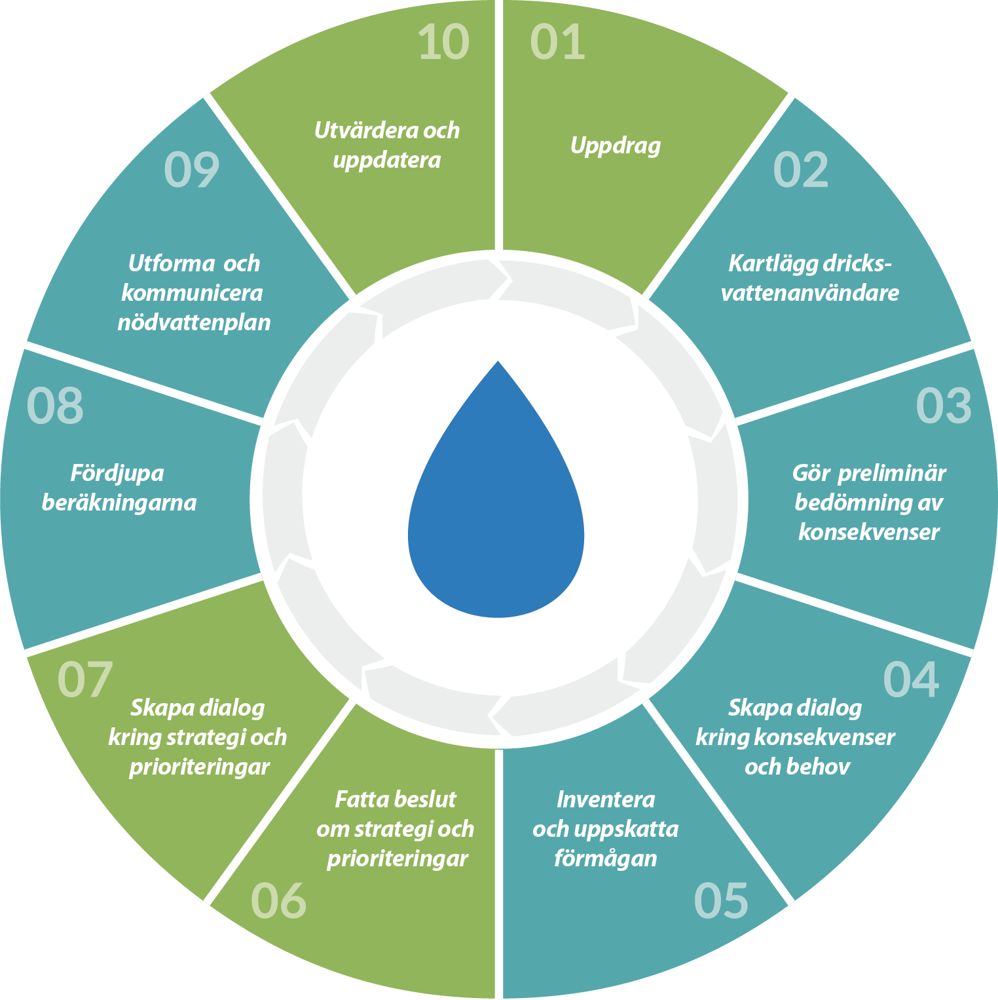 01
Uppdrag
02
Kartlägg dricks-
vattenanvändare
03
Gör preliminär
bedömning av
konsekvenser
04
Skapa dialog
kring konsekvenser
och behov
05
Inventera
och uppskatta
förmågan
06
Fatta beslut
om strategi och
prioriteringar
07
Skapa dialog
kring strategi och
prioriteringar
08
Fördjupa
beräkningarna
09
Utforma och
kommunicera
nödvattenplan
10
Utvärdera och
uppdatera